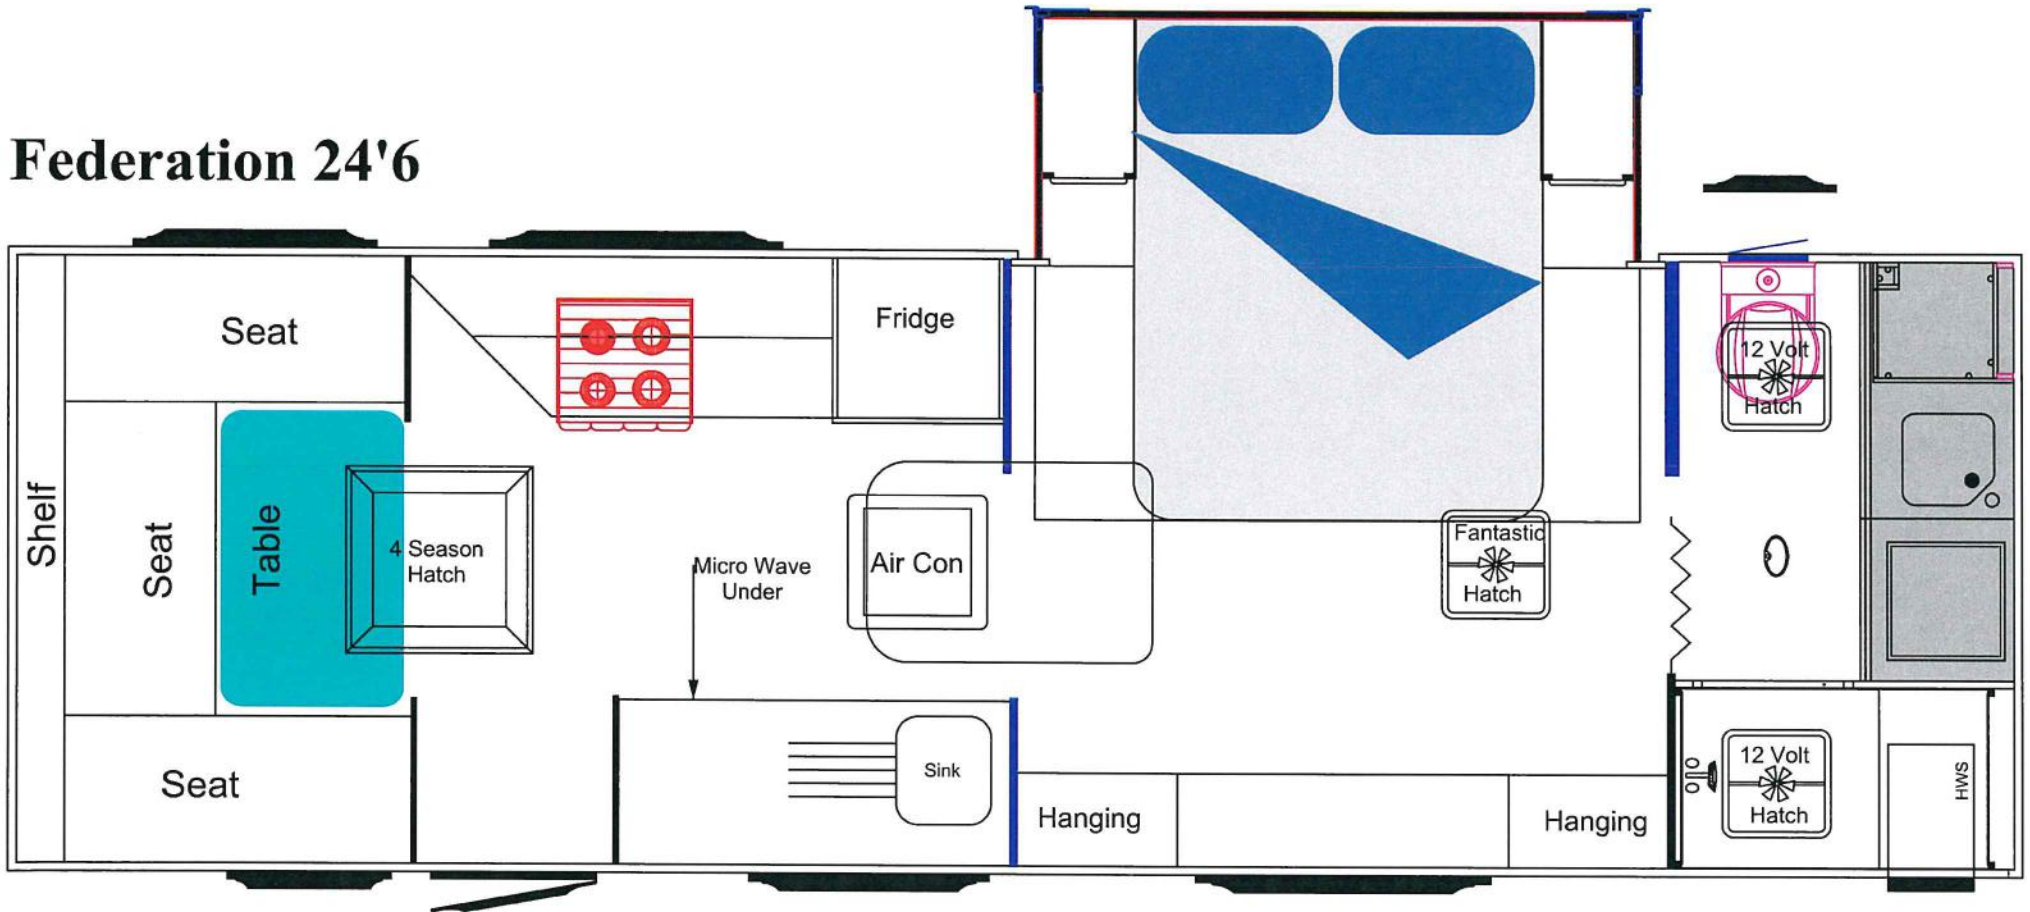 Federation 24'6
Seat
Fridge
12 Volt
Hatch
Shelf
Seat
Table
4 Season
Hatch
Micro Wave
Under
Air Con
Fantastic
Hatch
Seat
Sink
Hanging
Hanging
12 Volt
Hatch
HWS